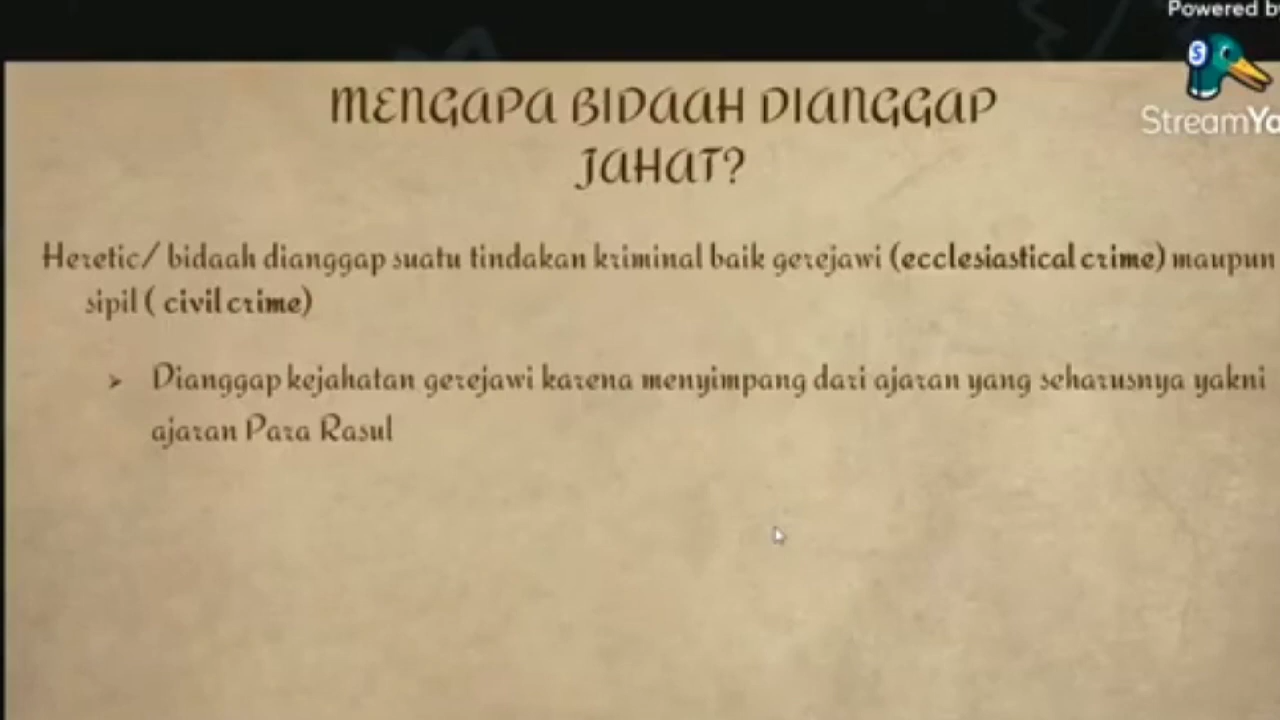 Powered by
StreamYa
MENGAPA BIDAAH DIANGGAP
JAHAT?
Heretic/ bidaah dianggap suatu tindakan kriminal baik gerejawi (ecclesiastical crime) maupun
sipil ( civil crime)
➢ Dianggap kejahatan gerejawi karena menyimpang dari ajaran yang seharusnya yakni
ajaran Para Rasul